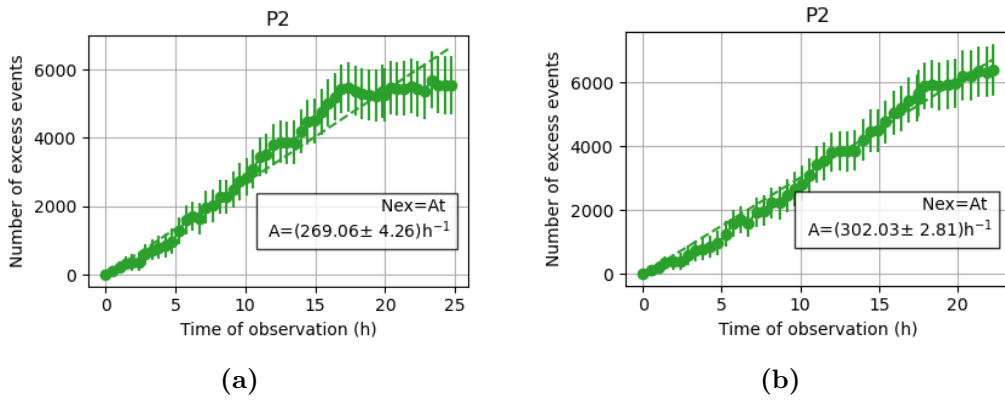 P2
Number of excess events
6000
4000
2000
0
Nex=At
A=(269.06± 4.26)h⁻¹
0 5 10 15 20 25
Time of observation (h)
(a)
P2
Number of excess events
6000
4000
2000
0
Nex=At
A=(302.03± 2.81)h⁻¹
0 5 10 15 20
Time of observation (h)
(b)